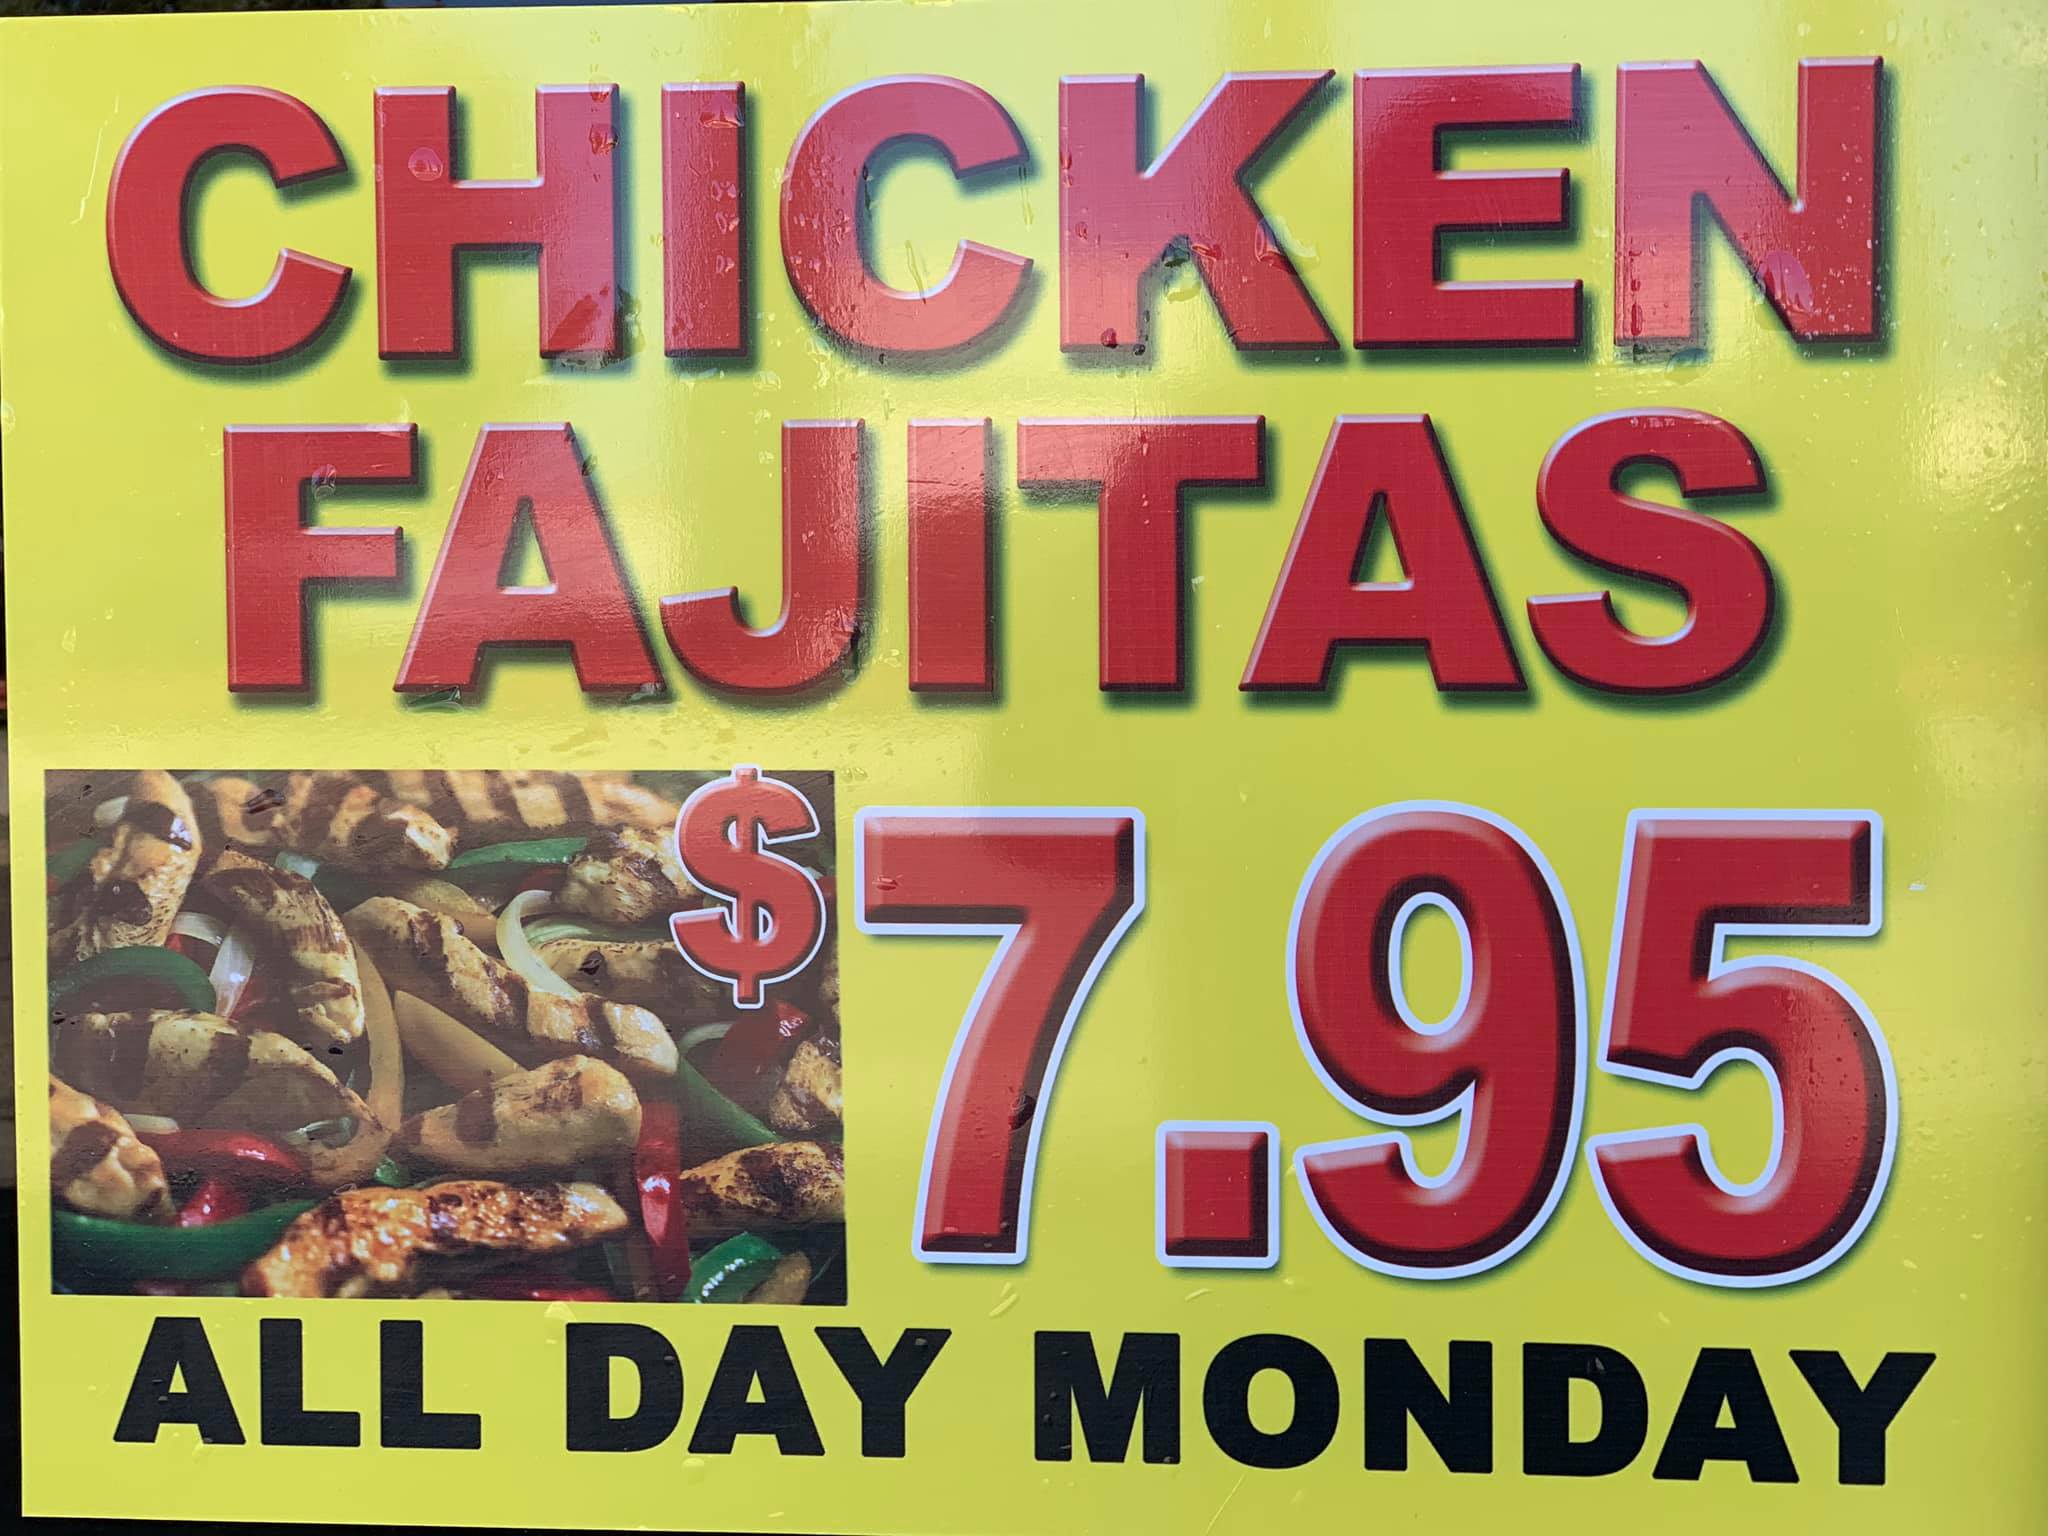 CHICKEN
FAJITAS
$7.95
ALL DAY MONDAY